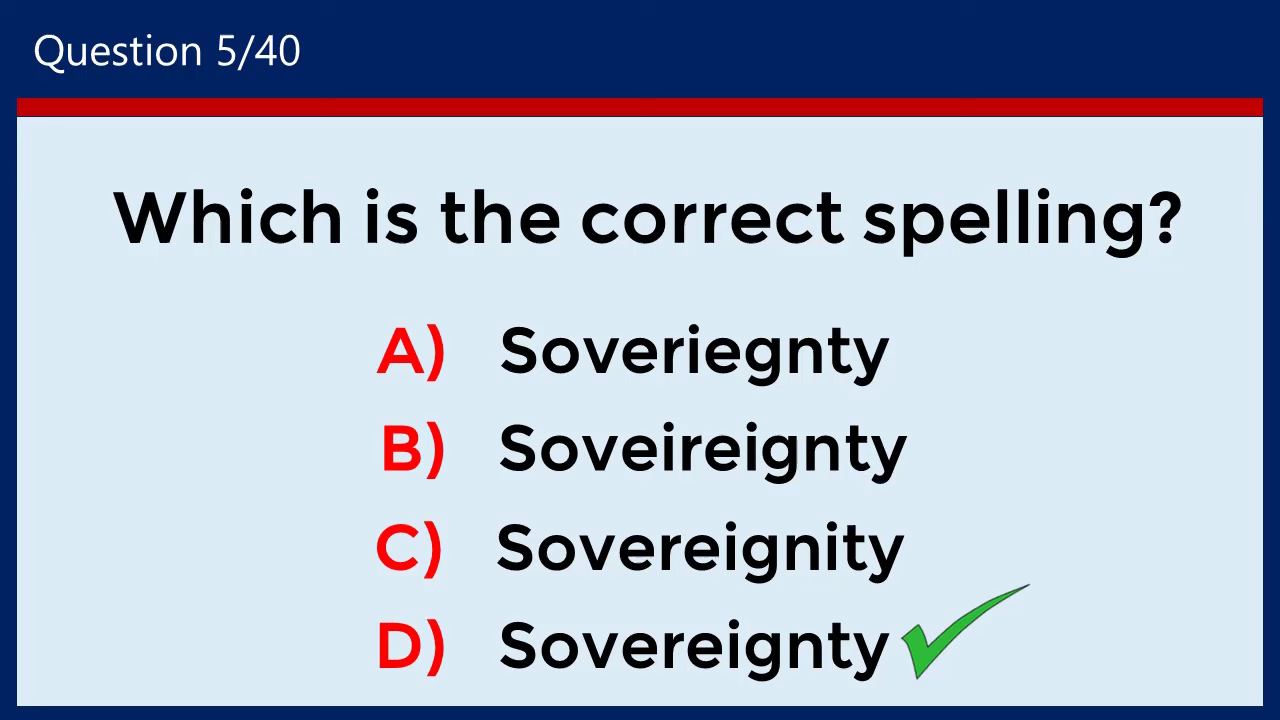 Question 5/40
Which is the correct spelling?
A) Soveriegnty
B) Soveireignty
C) Sovereignity
D) Sovereignty